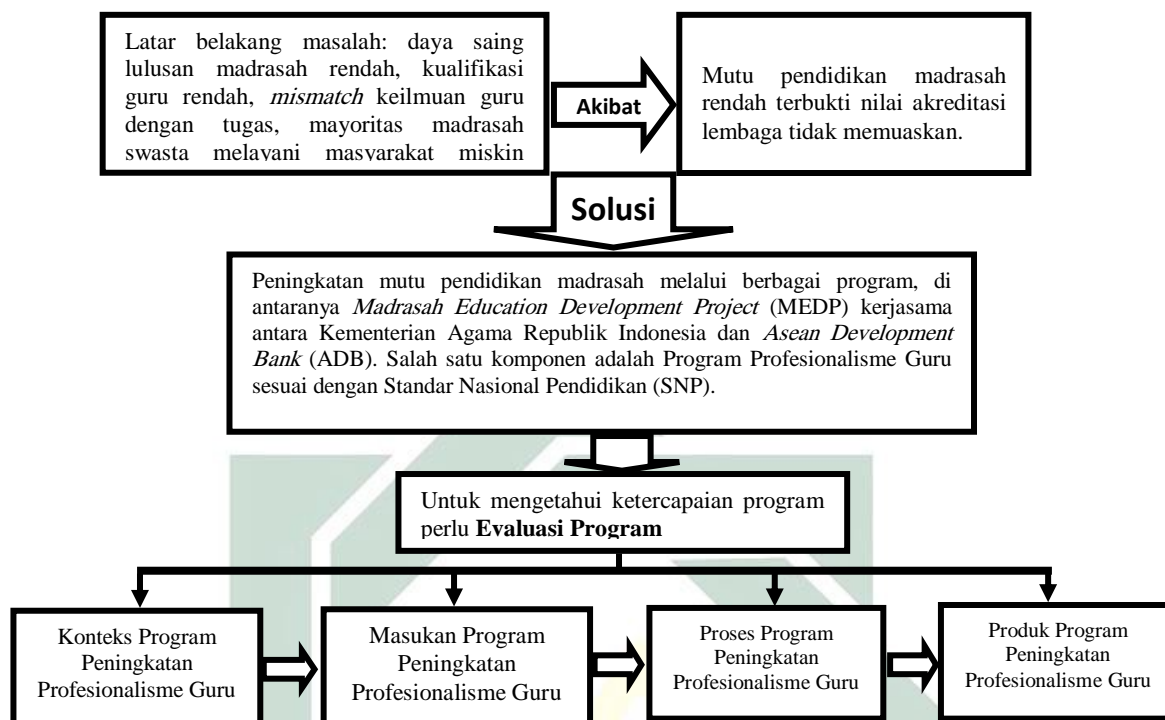 Latar belakang masalah: daya saing
lulusan madrasah rendah, kualifikasi
guru rendah, mismatch keilmuan guru
dengan tugas, mayoritas madrasah
swasta melayani masyarakat miskin
Akibat
Mutu pendidikan madrasah
rendah terbukti nilai akreditasi
lembaga tidak memuaskan.
Solusi
Peningkatan mutu pendidikan madrasah melalui berbagai program, di
antaranya Madrasah Education Development Project (MEDP) kerjasama
antara Kementerian Agama Republik Indonesia dan Asean Development
Bank (ADB). Salah satu komponen adalah Program Profesionalisme Guru
sesuai dengan Standar Nasional Pendidikan (SNP).
Untuk mengetahui ketercapaian program
perlu Evaluasi Program
Konteks Program
Peningkatan
Profesionalisme Guru
Masukan Program
Peningkatan
Profesionalisme Guru
Proses Program
Peningkatan
Profesionalisme Guru
Produk Program
Peningkatan
Profesionalisme Guru